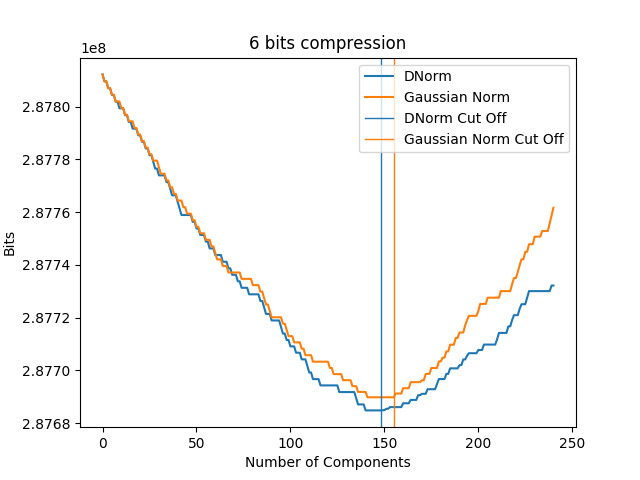 6 bits compression
1e8
DNorm
Gaussian Norm
DNorm Cut Off
Gaussian Norm Cut Off
2.8780
2.8778
2.8776
2.8774
2.8772
2.8770
2.8768
Bits
0 50 100 150 200 250
Number of Components